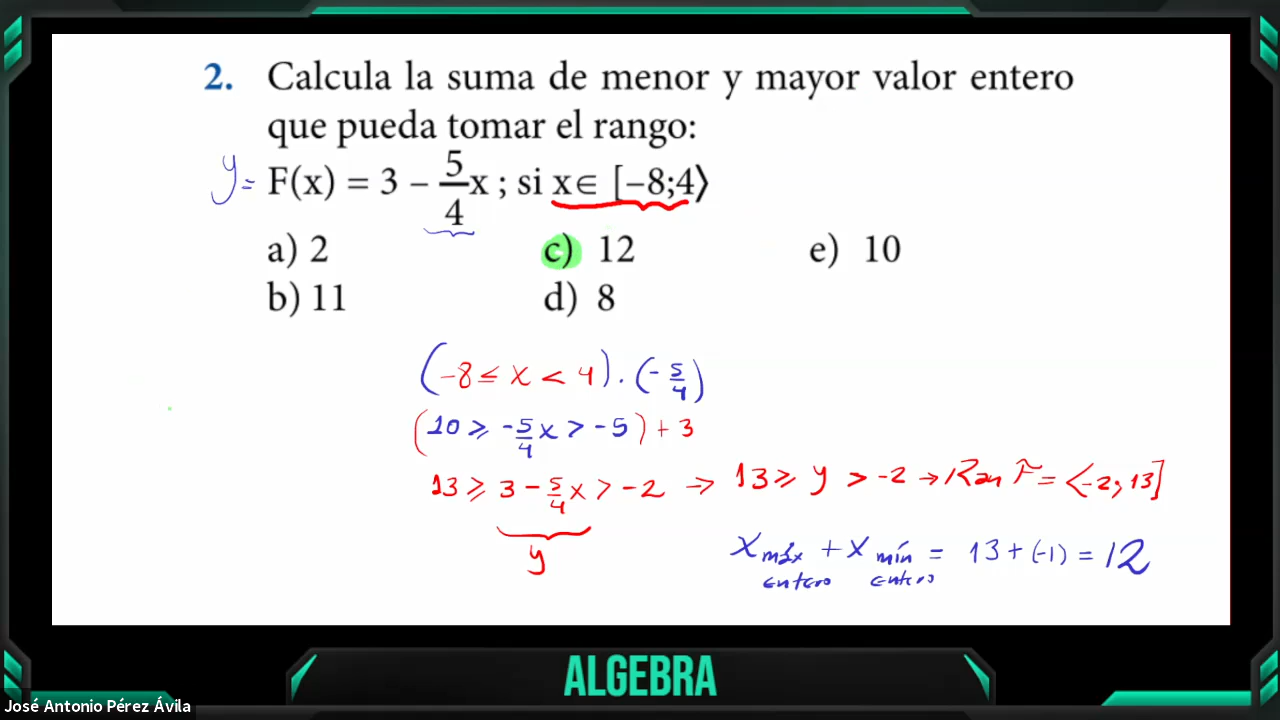 2. Calcula la suma de menor y mayor valor entero
que pueda tomar el rango:
y = F(x) = 3 − 5/4 x ; si x∈ [−8;4⟩
a) 2 c) 12 e) 10
b) 11 d) 8
(-8 ≤ x < 4) . (-5/4)
(10 ≥ -5/4 x > -5) + 3
13 ≥ 3 - 5/4 x > -2 → 13 ≥ y > -2 → Ran F = <-2; 13]
y
x máx entero + x mín entero = 13 + (-1) = 12
ALGEBRA
José Antonio Pérez Ávila